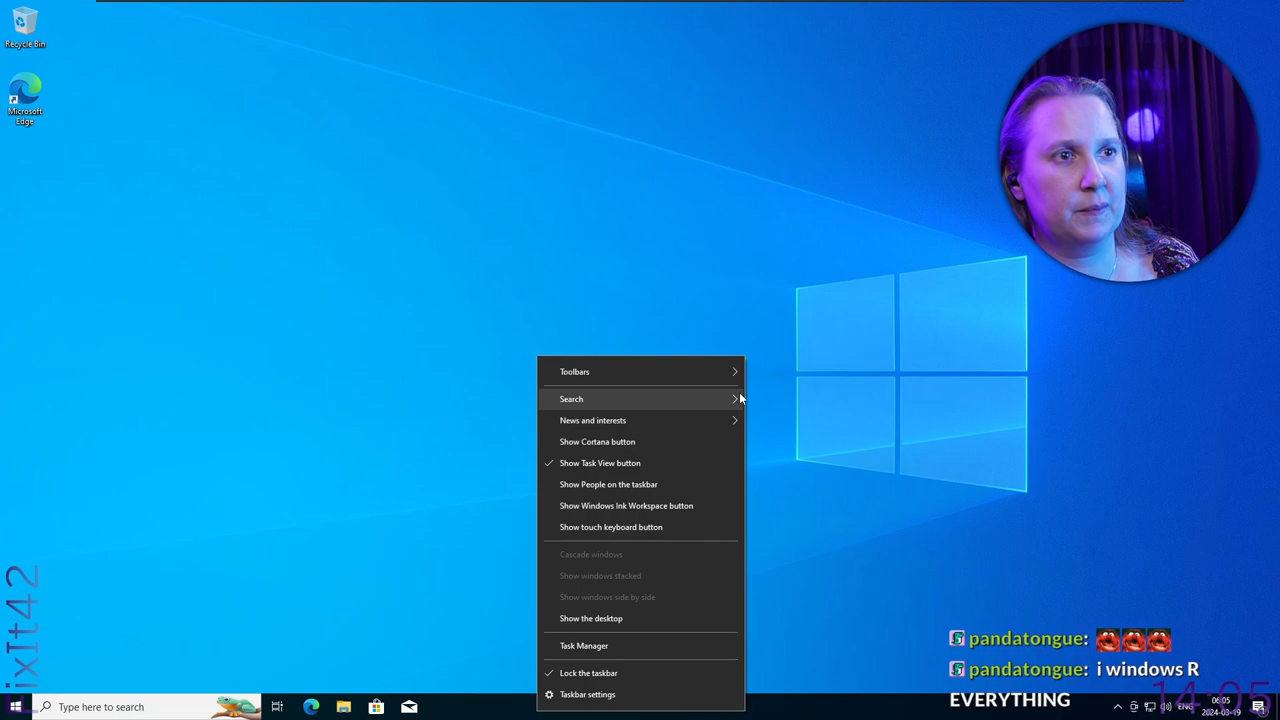 Recycle Bin
Microsoft
Edge
Toolbars
Search
News and interests
Show Cortana button
Show Task View button
Show People on the taskbar
Show Windows Ink Workspace button
Show touch keyboard button
Cascade windows
Show windows stacked
Show windows side by side
Show the desktop
Task Manager
Lock the taskbar
Taskbar settings
pandatongue:
pandatongue: i windows R
EVERYTHING
ixIt42
14:05
Type here to search
ENG
06:05
2024-03-19